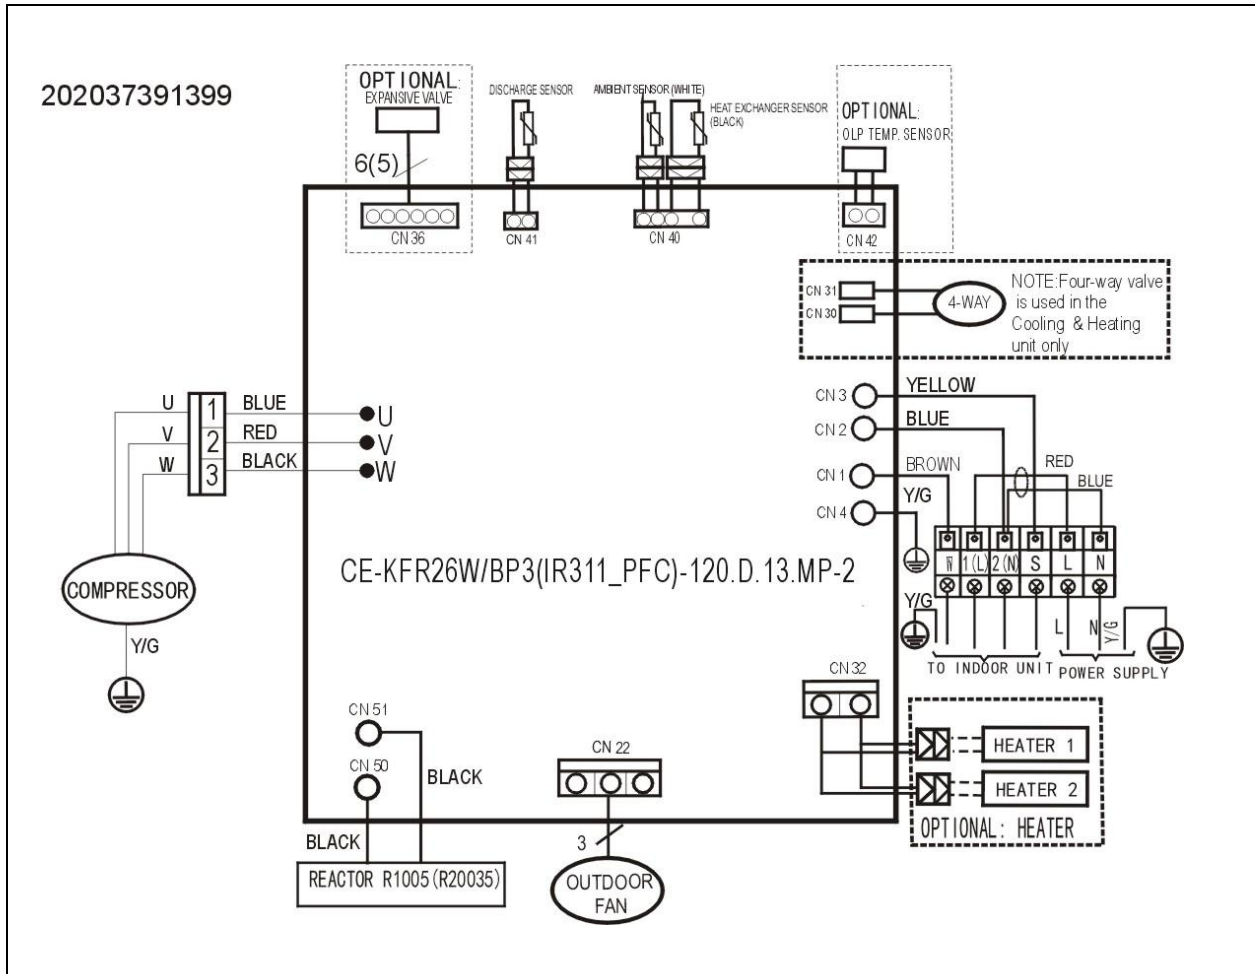 202037391399
OPTIONAL:
EXPANSIVE VALVE
6(5)
CN 36
DISCHARGE SENSOR
CN 41
AMBIENT SENSOR (WHITE)
HEAT EXCHANGER SENSOR
(BLACK)
CN 40
OPTIONAL:
OLP TEMP. SENSOR
CN 42
CN 31
CN 30
4-WAY
NOTE:Four-way valve
is used in the
Cooling & Heating
unit only
U
V
W
1
2
3
BLUE
RED
BLACK
U
V
W
COMPRESSOR
Y/G
CN 3
YELLOW
CN 2
BLUE
CN 1
BROWN
RED
BLUE
CN 4
Y/G
1(L) 2(N) S L N
Y/G
L N Y/G
TO INDOOR UNIT
POWER SUPPLY
CE-KFR26W/BP3(IR311_PFC)-120.D.13.MP-2
CN32
HEATER 1
HEATER 2
OPTIONAL: HEATER
CN 51
CN 50
BLACK
BLACK
REACTOR R1005(R20035)
CN 22
3
OUTDOOR
FAN